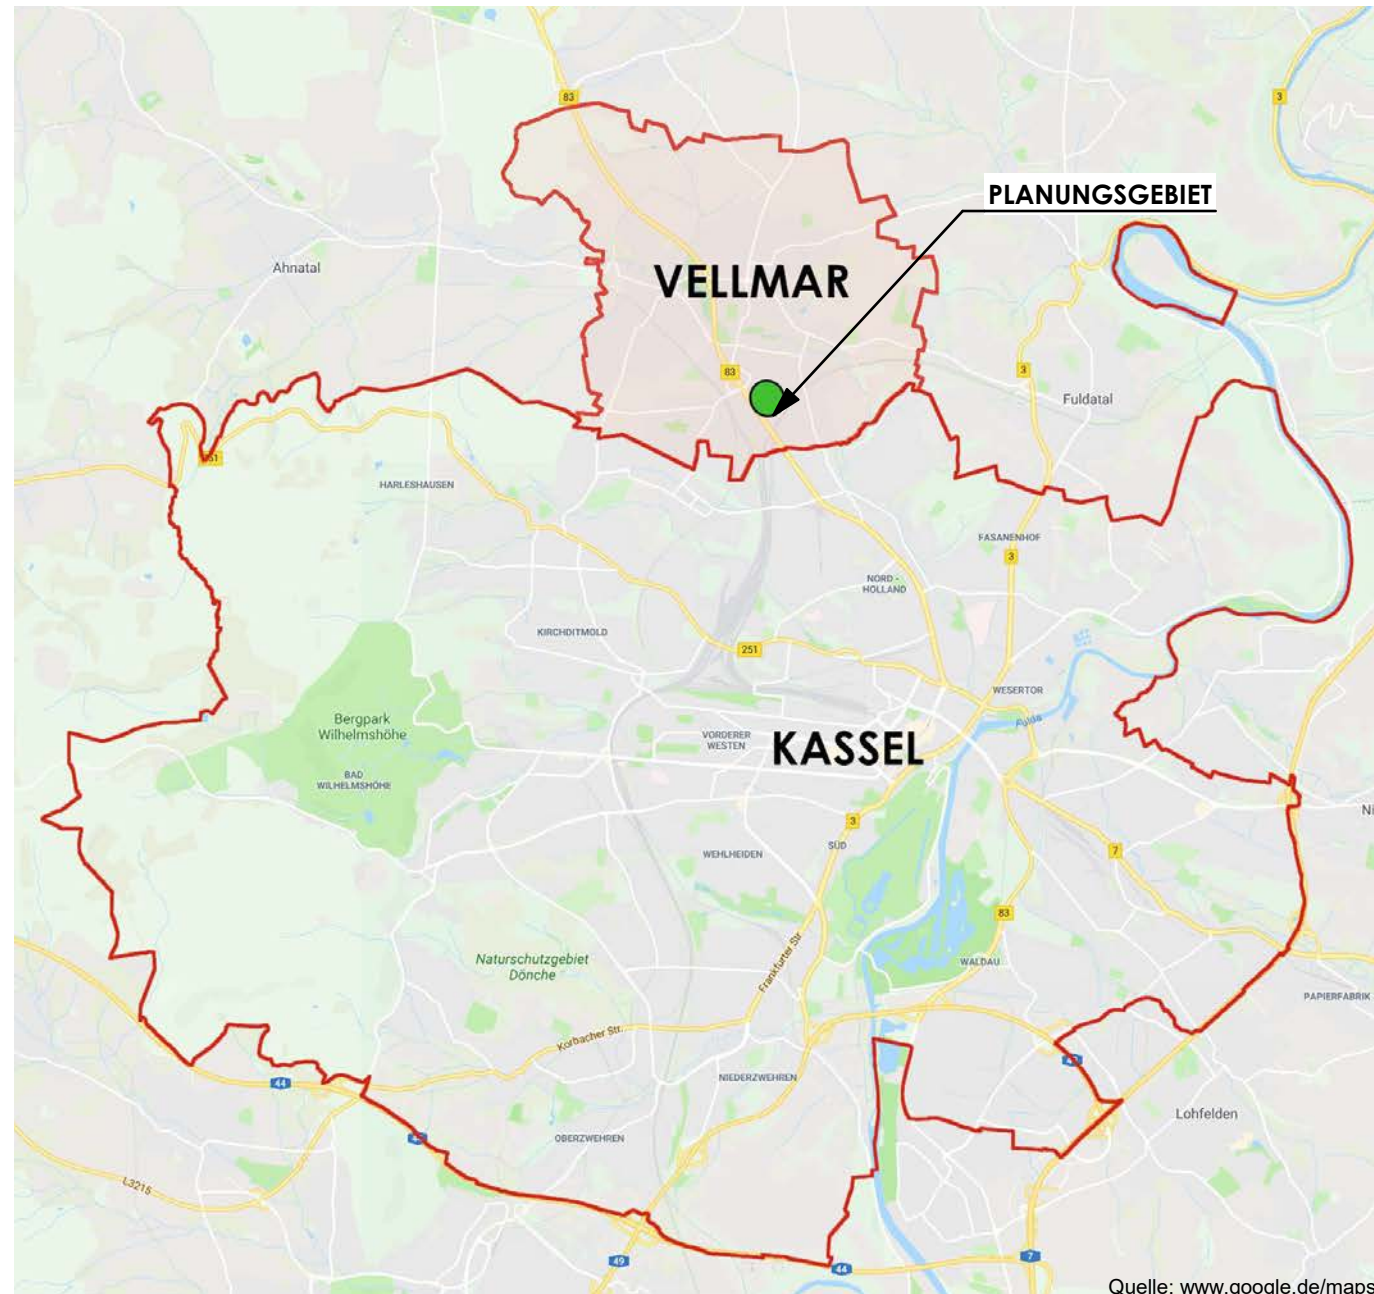 83
3
PLANUNGSGEBIET
Ahnatal
VELLMAR
83
3
Fuldatal
251
HARLESHAUSEN
FASANENHOF
3
NORD -
HOLLAND
KIRCHDITMOLD
251
WESERTOR
Fulda
Bergpark
Wilhelmshöhe
VORDERER
WESTEN
KASSEL
BAD
WILHELMSHÖHE
Ni
3
SÜD
WEHLHEIDEN
7
83
Naturschutzgebiet
Dönche
Frankfurter Str
WALDAU
PAPIERFABRIK
Korbacher Str.
NIEDERZWEHREN
44
Lohfelden
OBERZWEHREN
L3215
49
44
7
Quelle: www.google.de/maps